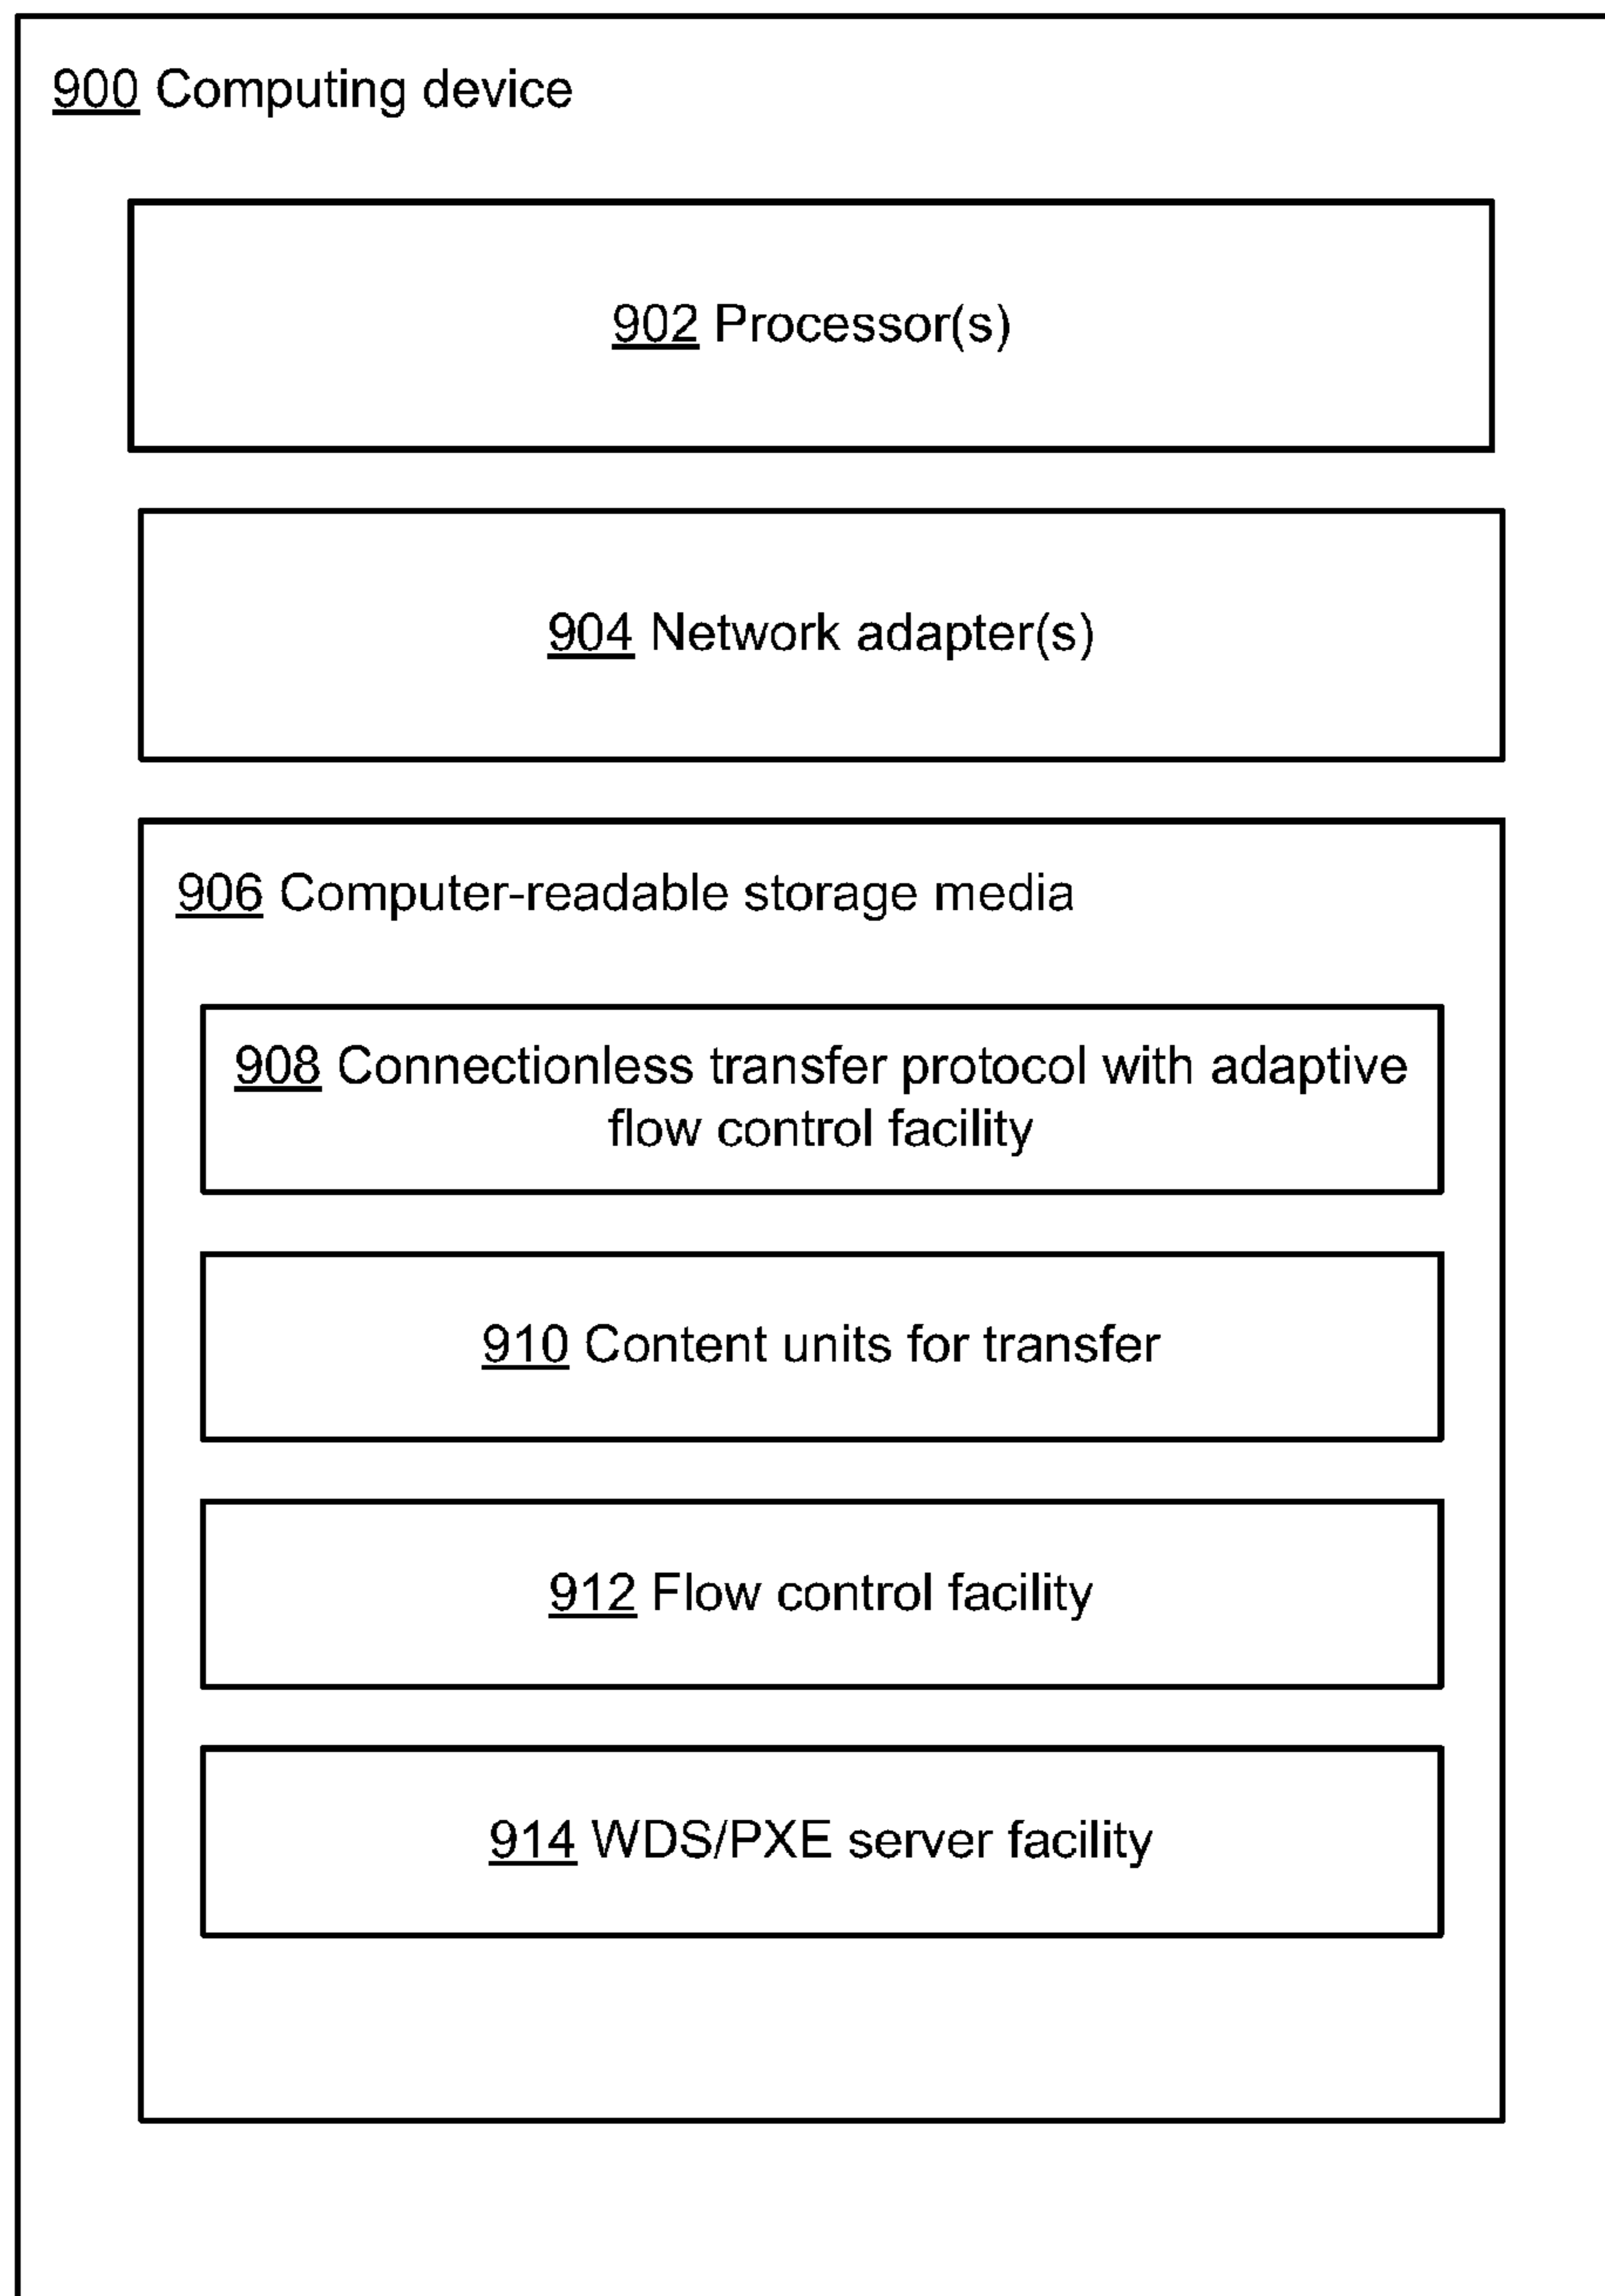 900 Computing device
902 Processor(s)
904 Network adapter(s)
906 Computer-readable storage media
908 Connectionless transfer protocol with adaptive
flow control facility
910 Content units for transfer
912 Flow control facility
914 WDS/PXE server facility